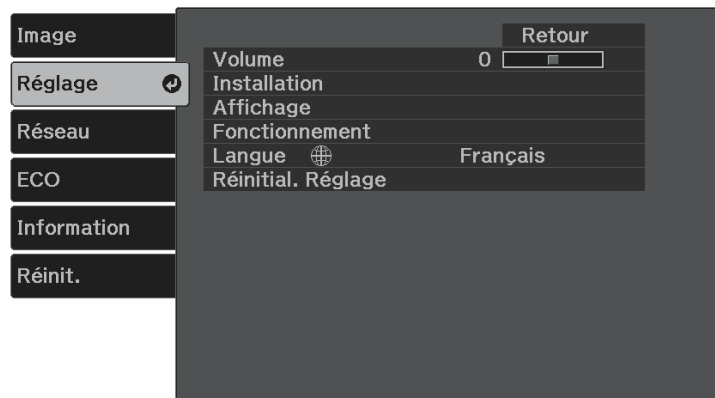 Image
Réglage
Réseau
ECO
Information
Réinit.
Retour
Volume 0
Installation
Affichage
Fonctionnement
Langue Français
Réinitial. Réglage